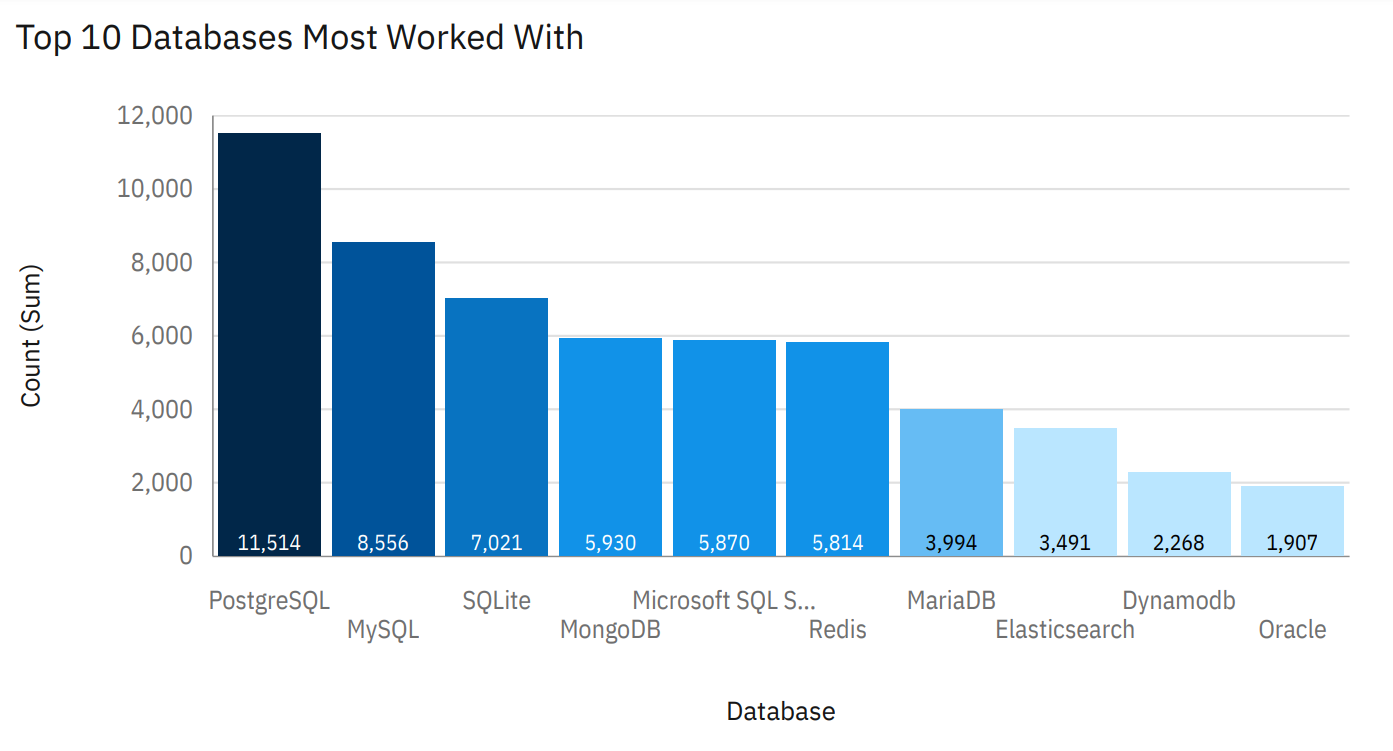 Top 10 Databases Most Worked With
12,000
10,000
8,000
6,000
4,000
2,000
0
Count (Sum)
11,514
8,556
7,021
5,930
5,870
5,814
3,994
3,491
2,268
1,907
PostgreSQL
MySQL
SQLite
MongoDB
Microsoft SQL S...
Redis
MariaDB
Elasticsearch
Dynamodb
Oracle
Database